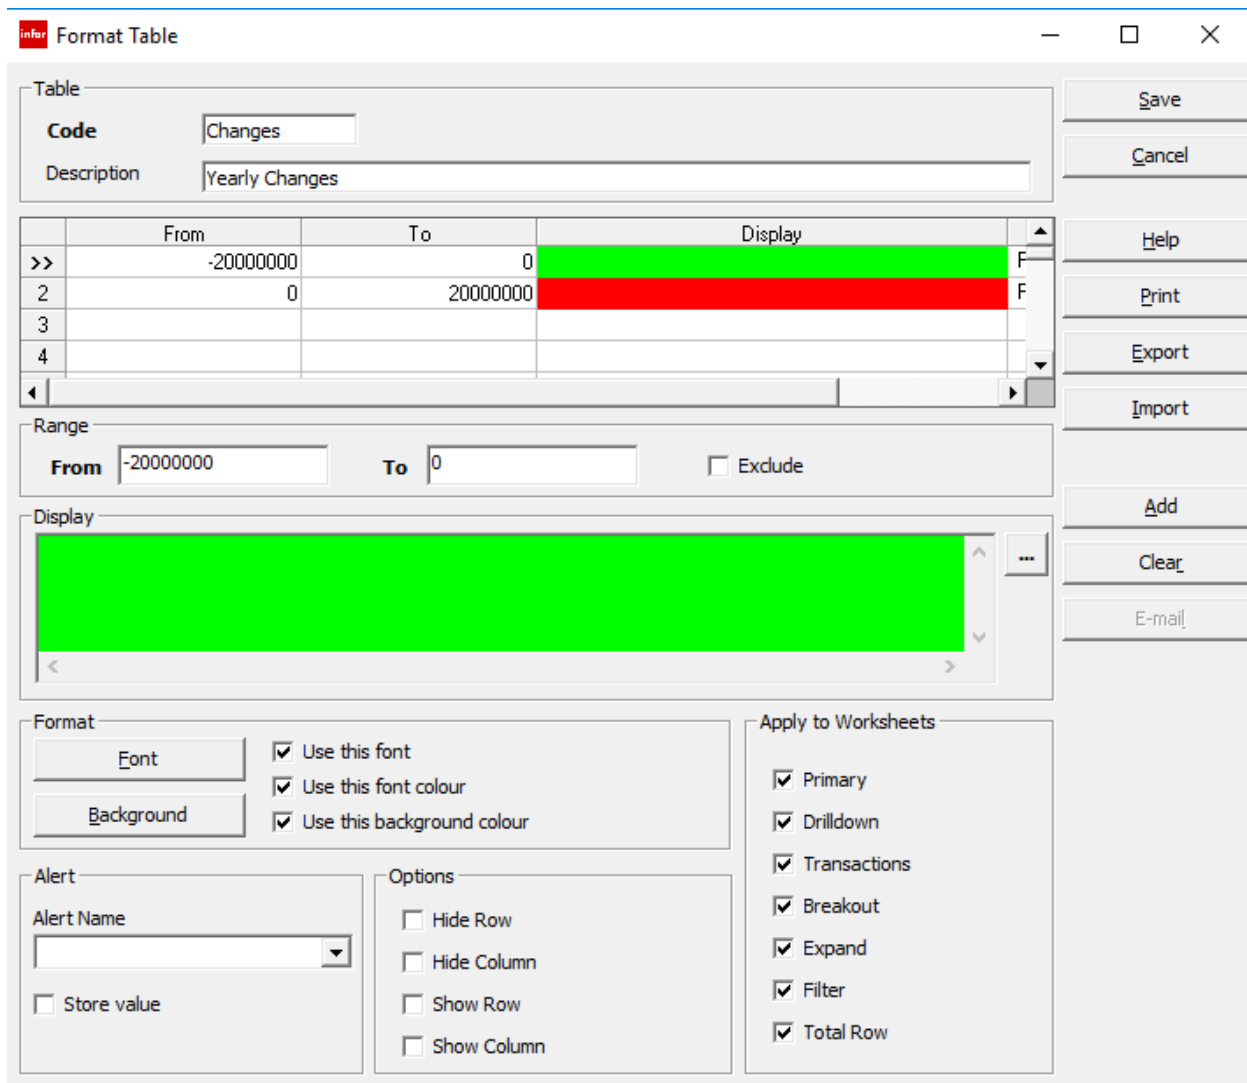 infor Format Table
Table
Code Changes
Description Yearly Changes
Save
Cancel
From To Display
>> -20000000 0 F
2 0 20000000 F
3
4
Help
Print
Export
Import
Range
From -20000000 To 0 Exclude
Display
...
Add
Clear
E-mail
Format
Font
Background
Use this font
Use this font colour
Use this background colour
Apply to Worksheets
Primary
Drilldown
Transactions
Breakout
Expand
Filter
Total Row
Alert
Alert Name
Store value
Options
Hide Row
Hide Column
Show Row
Show Column